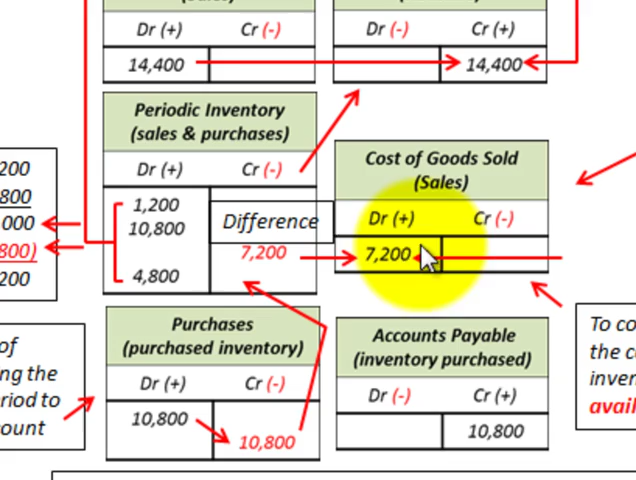 (Sales)
Dr (+) Cr (-)
14,400
Dr (-) Cr (+)
14,400
Periodic Inventory
(sales & purchases)
Dr (+) Cr (-)
1,200
10,800
Difference
7,200
4,800
Cost of Goods Sold
(Sales)
Dr (+) Cr (-)
7,200
200
800
000
800)
200
Purchases
(purchased inventory)
Dr (+) Cr (-)
10,800
10,800
Accounts Payable
(inventory purchased)
Dr (-) Cr (+)
10,800
of
ng the
riod to
ount
To co
the c
inven
avail